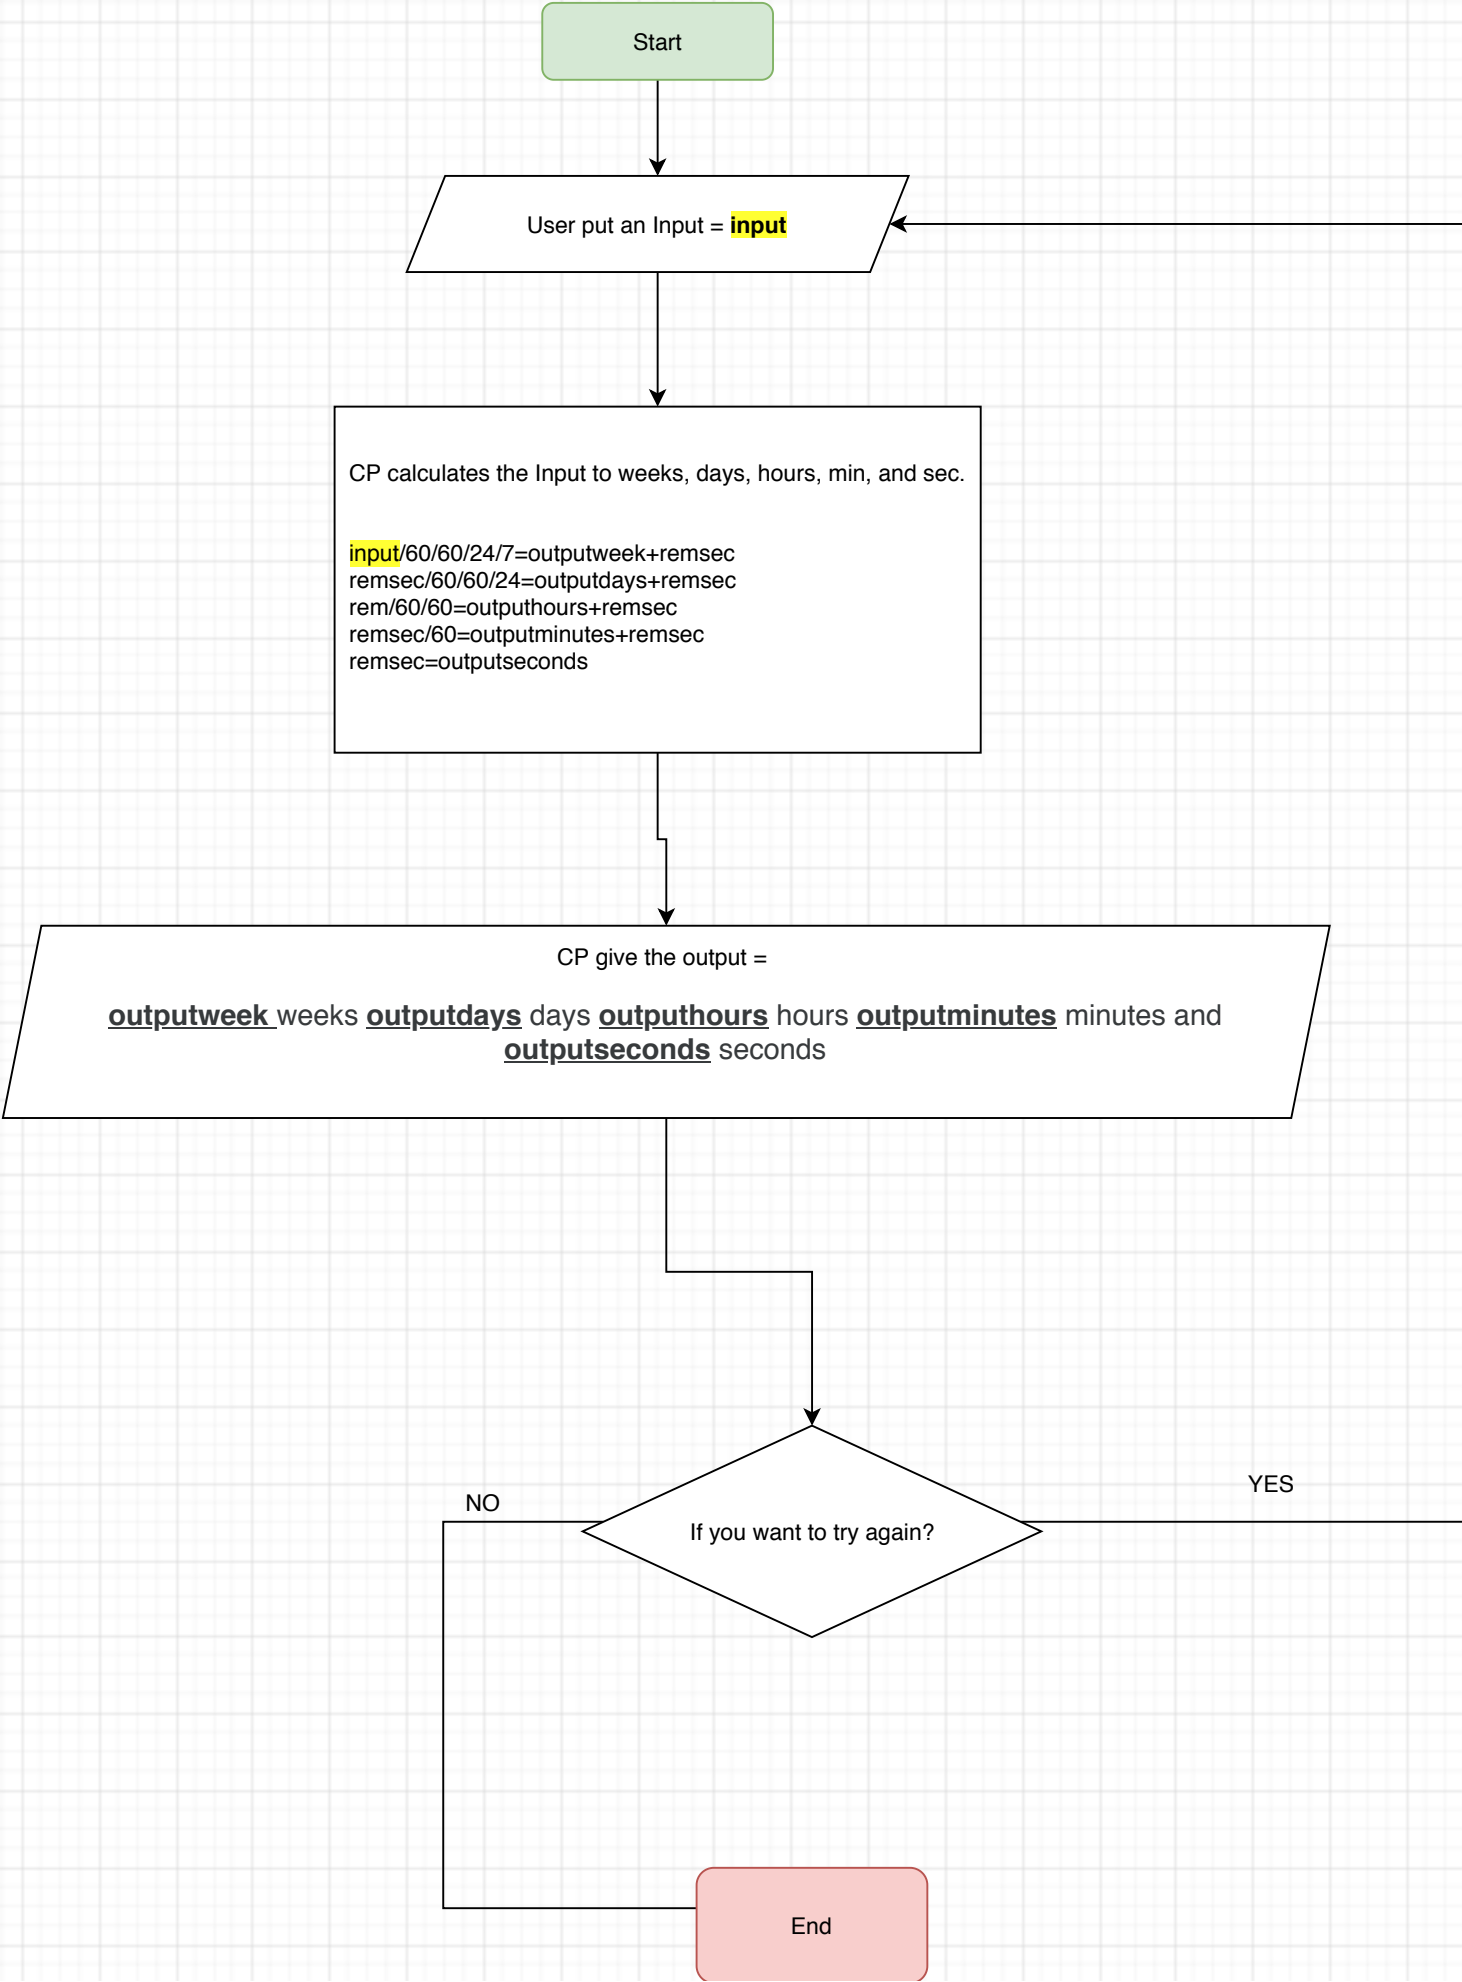 Start
User put an Input = input
CP calculates the Input to weeks, days, hours, min, and sec.
input/60/60/24/7=outputweek+remsec
remsec/60/60/24=outputdays+remsec
rem/60/60=outputhours+remsec
remsec/60=outputminutes+remsec
remsec=outputseconds
CP give the output =
outputweek weeks outputdays days outputhours hours outputminutes minutes and
outputseconds seconds
YES
NO
If you want to try again?
End